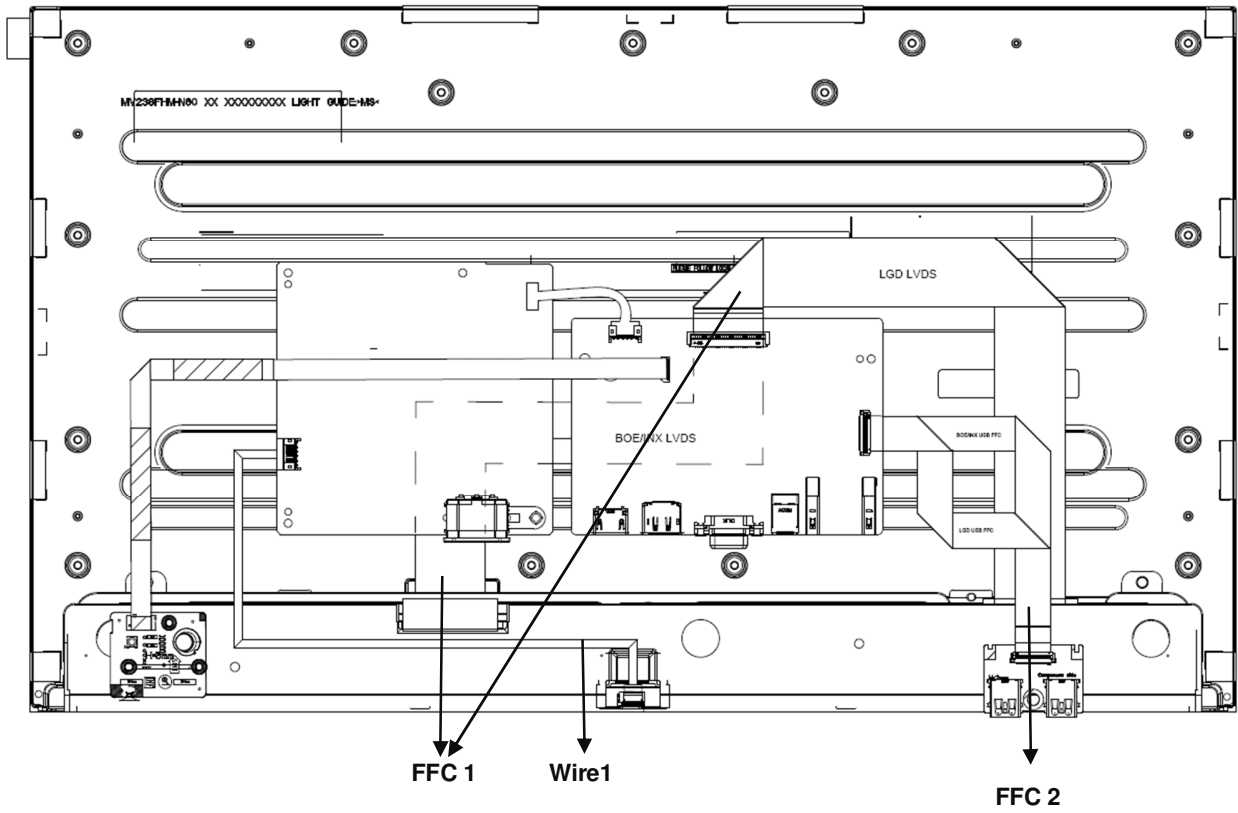 MV238FHM-N60 XX XXXXXXXXX LIGHT GUIDE>MS<
LGD LVDS
BOE/INX LVDS
BOE/INX USB FFC
LGD USB FFC
FFC 1
Wire1
FFC 2